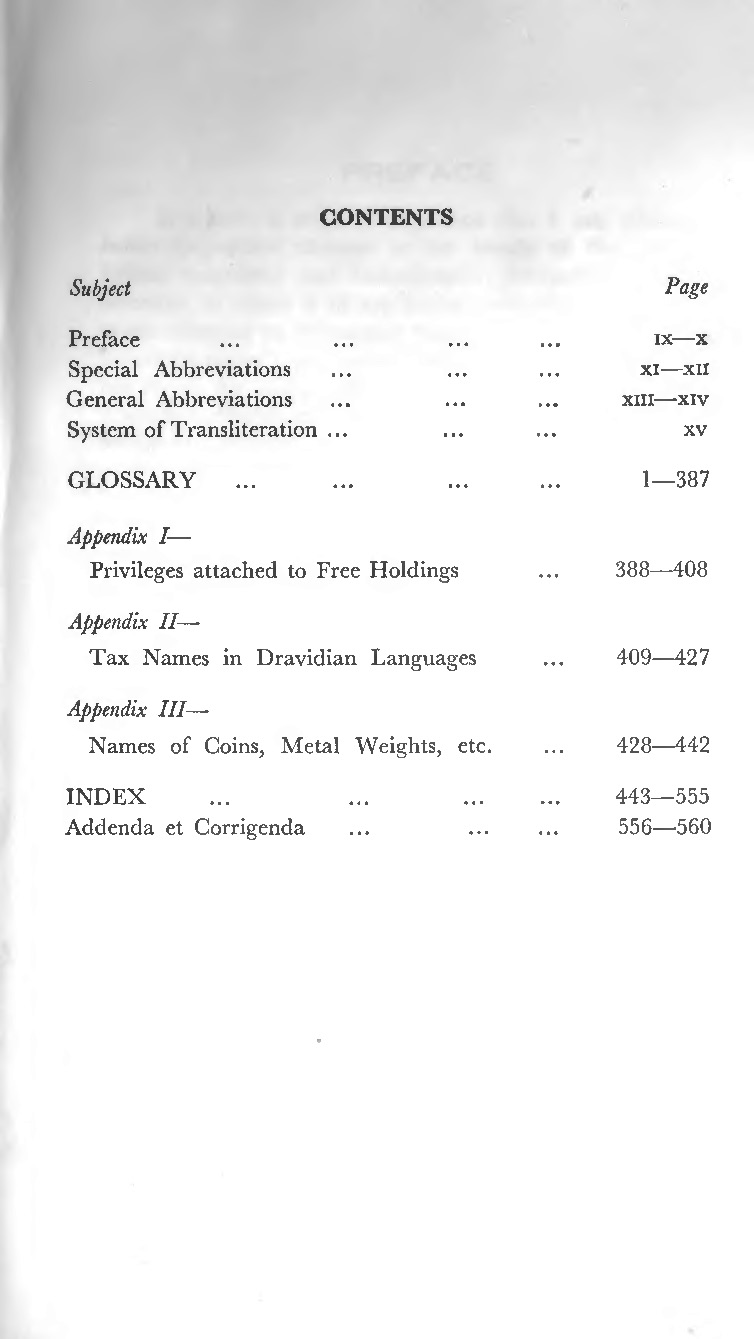 CONTENTS
Subject Page
Preface ... ... ... ... IX—X
Special Abbreviations ... ... ... XI—XII
General Abbreviations ... ... ... XIII—XIV
System of Transliteration ... ... ... XV
GLOSSARY ... ... ... ... 1—387
Appendix I—
Privileges attached to Free Holdings ... 388—408
Appendix II—
Tax Names in Dravidian Languages ... 409—427
Appendix III—
Names of Coins, Metal Weights, etc. ... 428—442
INDEX ... ... ... ... 443—555
Addenda et Corrigenda ... ... ... 556—560